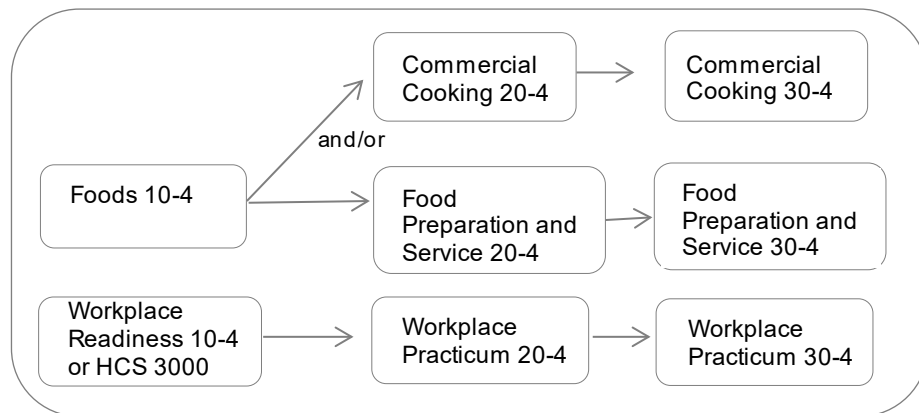 Commercial
Cooking 20-4
Commercial
Cooking 30-4
and/or
Foods 10-4
Food
Preparation and
Service 20-4
Food
Preparation and
Service 30-4
Workplace
Readiness 10-4
or HCS 3000
Workplace
Practicum 20-4
Workplace
Practicum 30-4